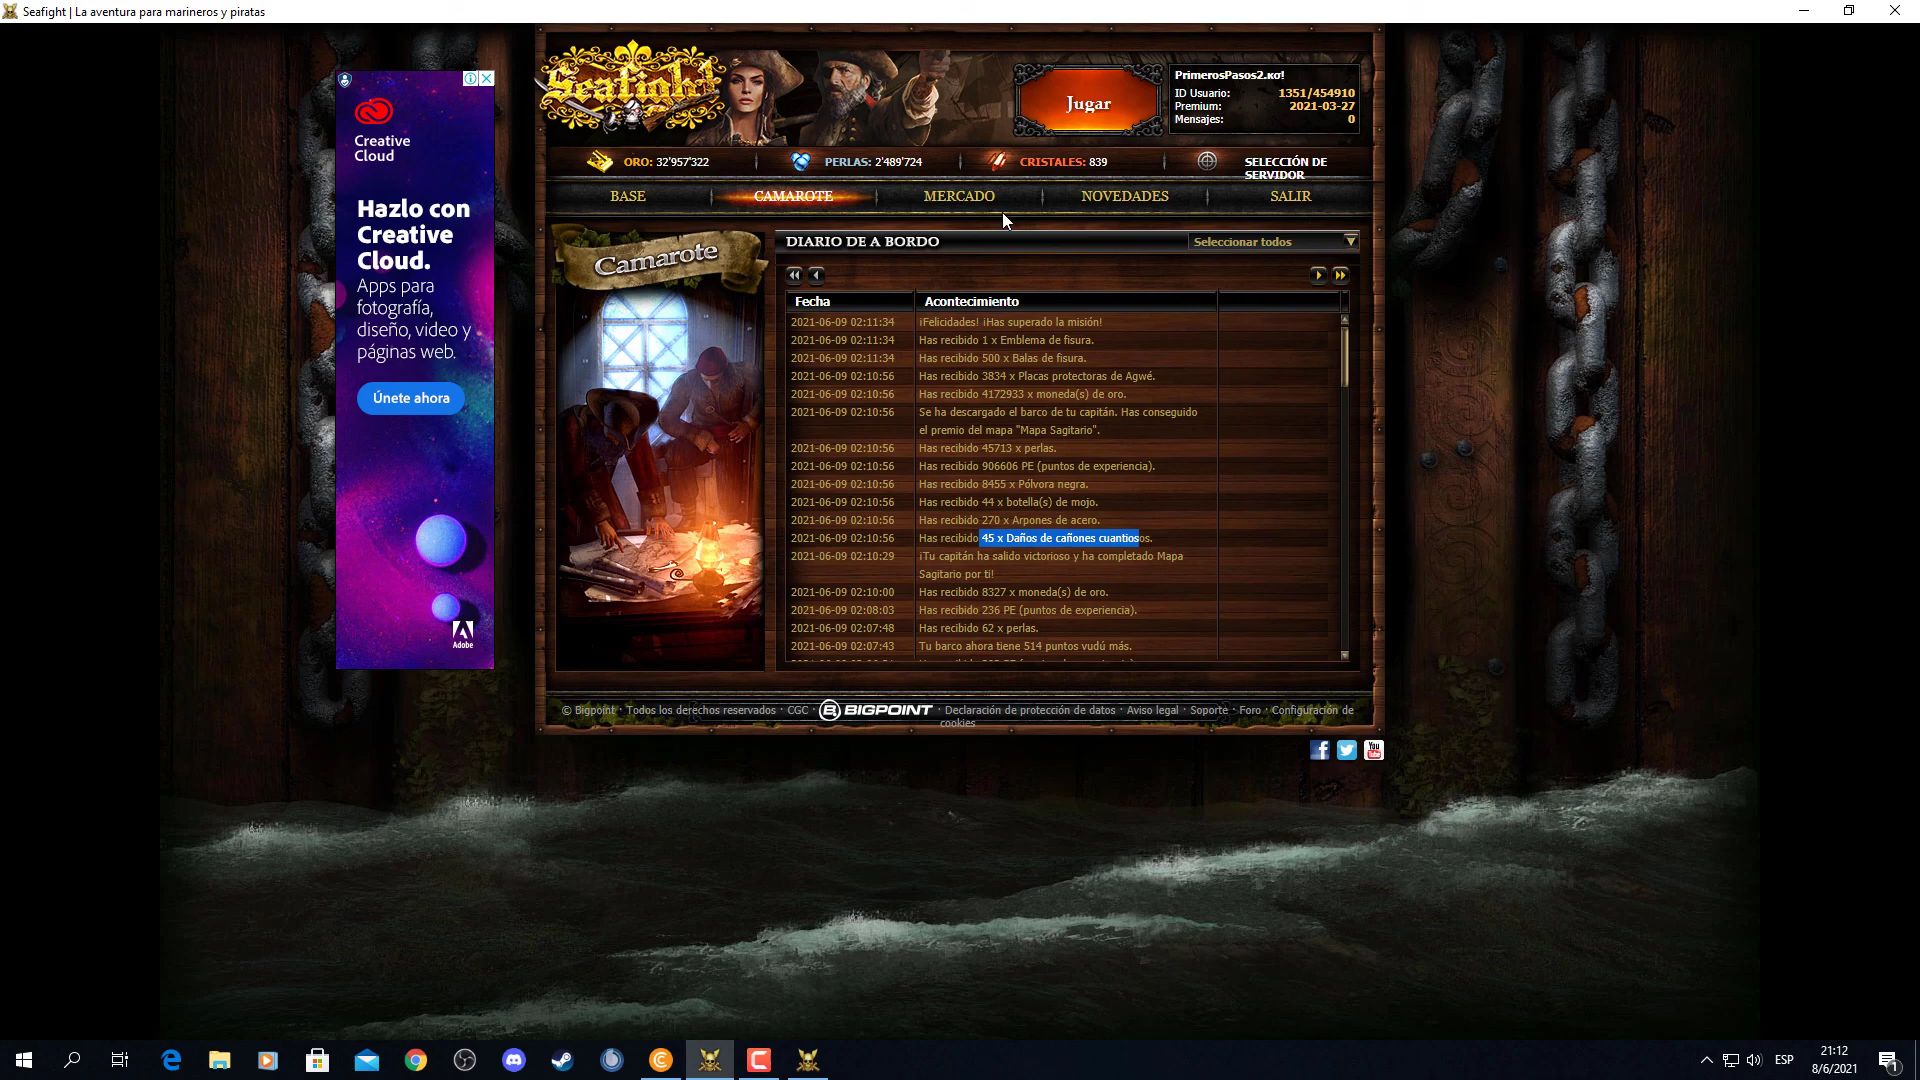 Seafight | La aventura para marineros y piratas
Creative
Cloud
Hazlo con
Creative
Cloud.
Apps para
fotografía,
diseño, video y
páginas web.
Únete ahora
Adobe
Seafight
Jugar
PrimerosPasos2.ĸơ!
ID Usuario: 1351/454910
Premium: 2021-03-27
Mensajes: 0
ORO: 32'957'322
PERLAS: 2'489'724
CRISTALES: 839
SELECCIÓN DE
SERVIDOR
BASE
CAMAROTE
MERCADO
NOVEDADES
SALIR
Camarote
DIARIO DE A BORDO
Seleccionar todos
Fecha Acontecimiento
2021-06-09 02:11:34 ¡Felicidades! ¡Has superado la misión!
2021-06-09 02:11:34 Has recibido 1 x Emblema de fisura.
2021-06-09 02:11:34 Has recibido 500 x Balas de fisura.
2021-06-09 02:10:56 Has recibido 3834 x Placas protectoras de Agwé.
2021-06-09 02:10:56 Has recibido 4172933 x moneda(s) de oro.
2021-06-09 02:10:56 Se ha descargado el barco de tu capitán. Has conseguido
el premio del mapa "Mapa Sagitario".
2021-06-09 02:10:56 Has recibido 45713 x perlas.
2021-06-09 02:10:56 Has recibido 906606 PE (puntos de experiencia).
2021-06-09 02:10:56 Has recibido 8455 x Pólvora negra.
2021-06-09 02:10:56 Has recibido 44 x botella(s) de mojo.
2021-06-09 02:10:56 Has recibido 270 x Arpones de acero.
2021-06-09 02:10:56 Has recibido 45 x Daños de cañones cuantiosos.
2021-06-09 02:10:29 ¡Tu capitán ha salido victorioso y ha completado Mapa
Sagitario por ti!
2021-06-09 02:10:00 Has recibido 8327 x moneda(s) de oro.
2021-06-09 02:08:03 Has recibido 236 PE (puntos de experiencia).
2021-06-09 02:07:48 Has recibido 62 x perlas.
2021-06-09 02:07:43 Tu barco ahora tiene 514 puntos vudú más.
© Bigpoint · Todos los derechos reservados · CGC · BIGPOINT · Declaración de protección de datos · Aviso legal · Soporte · Foro · Configuración de
cookies
You
Tube
ESP
21:12
8/6/2021
1